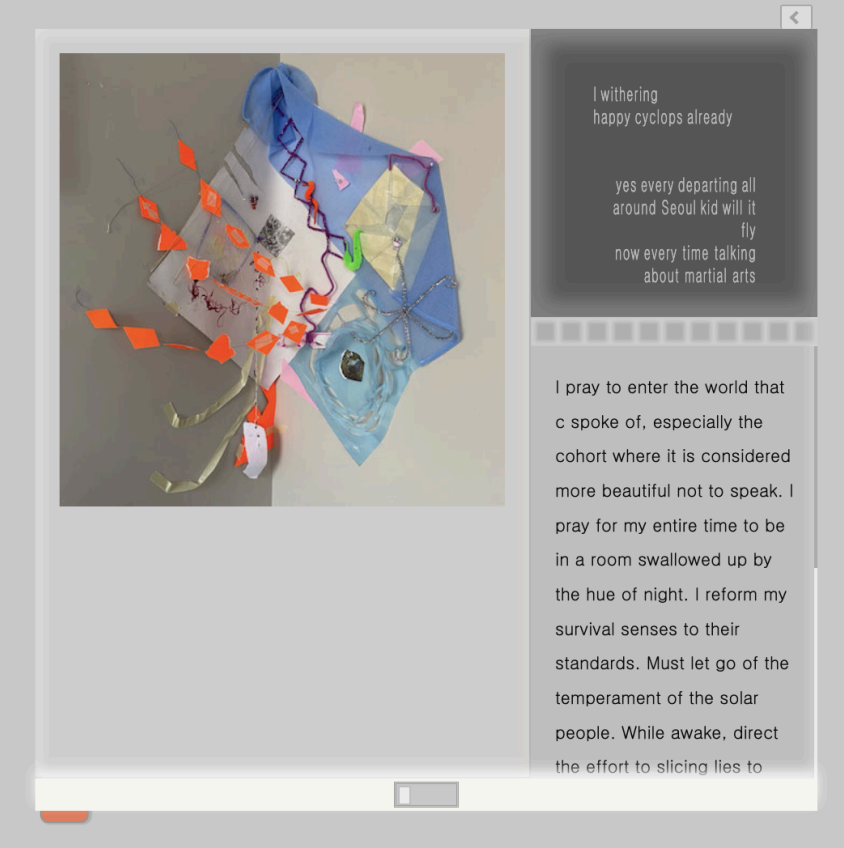 I withering
happy cyclops already
yes every departing all
around Seoul kid will it
fly
now every time talking
about martial arts
I pray to enter the world that
c spoke of, especially the
cohort where it is considered
more beautiful not to speak. I
pray for my entire time to be
in a room swallowed up by
the hue of night. I reform my
survival senses to their
standards. Must let go of the
temperament of the solar
people. While awake, direct
the effort to slicing lies to